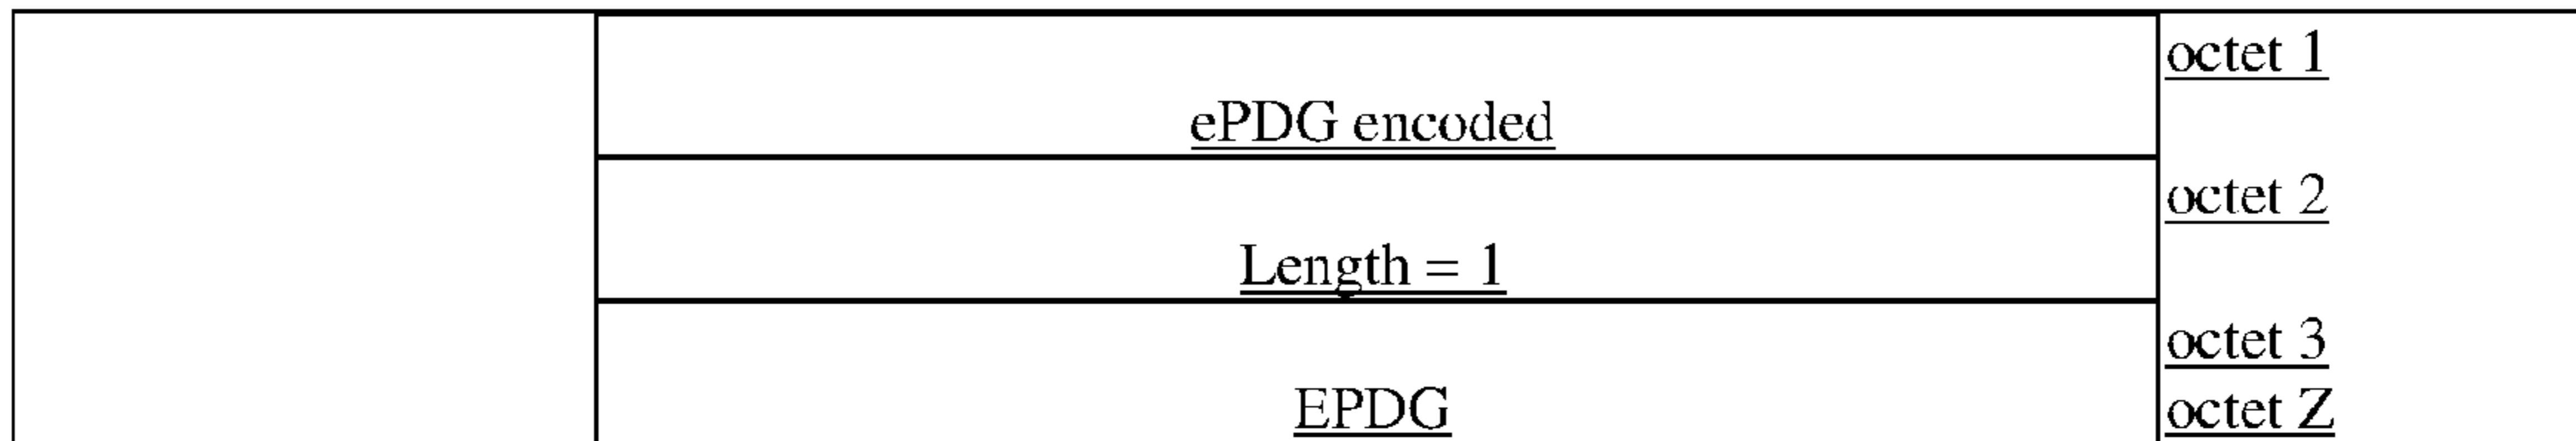 octet 1
ePDG encoded
octet 2
Length = 1
octet 3
EPDG octet Z